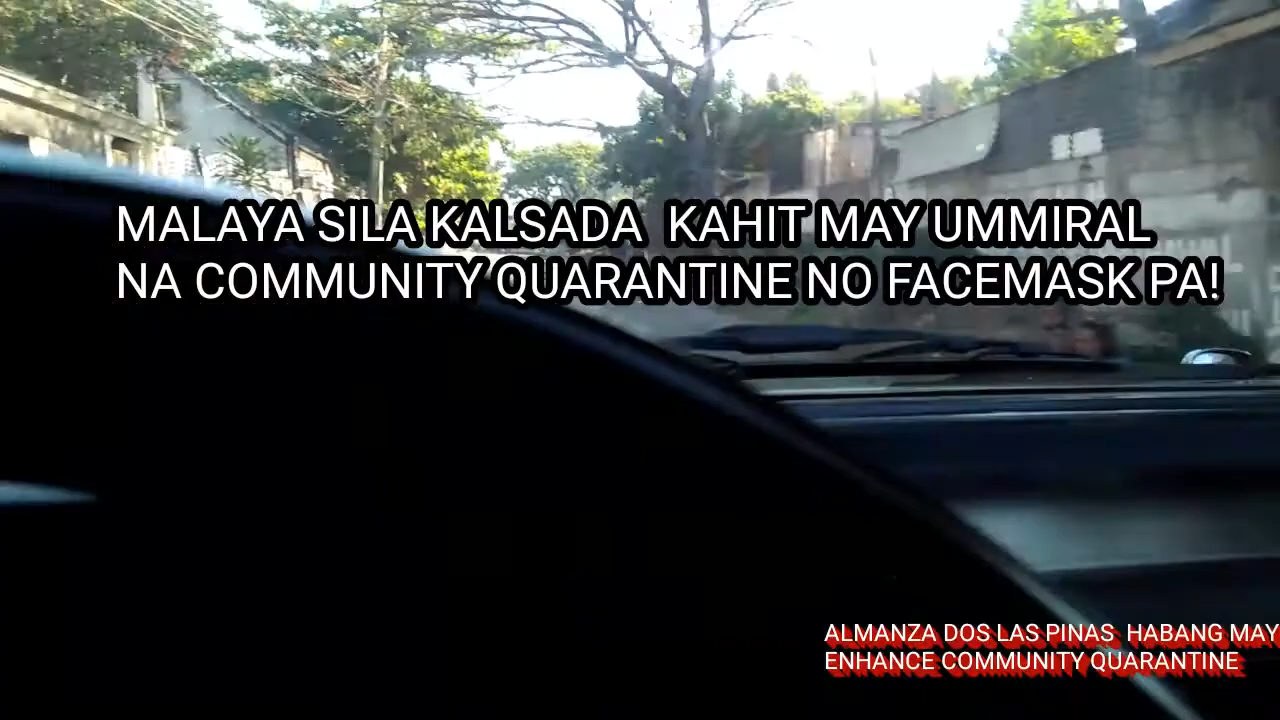 MALAYA SILA KALSADA KAHIT MAY UMMIRAL
NA COMMUNITY QUARANTINE NO FACEMASK PA!
ALMANZA DOS LAS PINAS HABANG MAY
ENHANCE COMMUNITY QUARANTINE